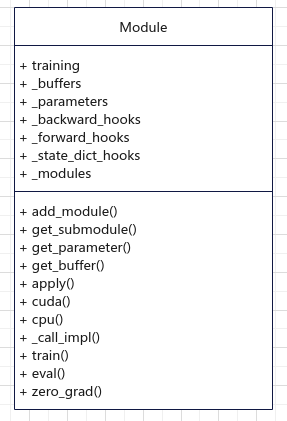 Module
+ training
+ _buffers
+ _parameters
+ _backward_hooks
+ _forward_hooks
+ _state_dict_hooks
+ _modules
+ add_module()
+ get_submodule()
+ get_parameter()
+ get_buffer()
+ apply()
+ cuda()
+ cpu()
+ _call_impl()
+ train()
+ eval()
+ zero_grad()